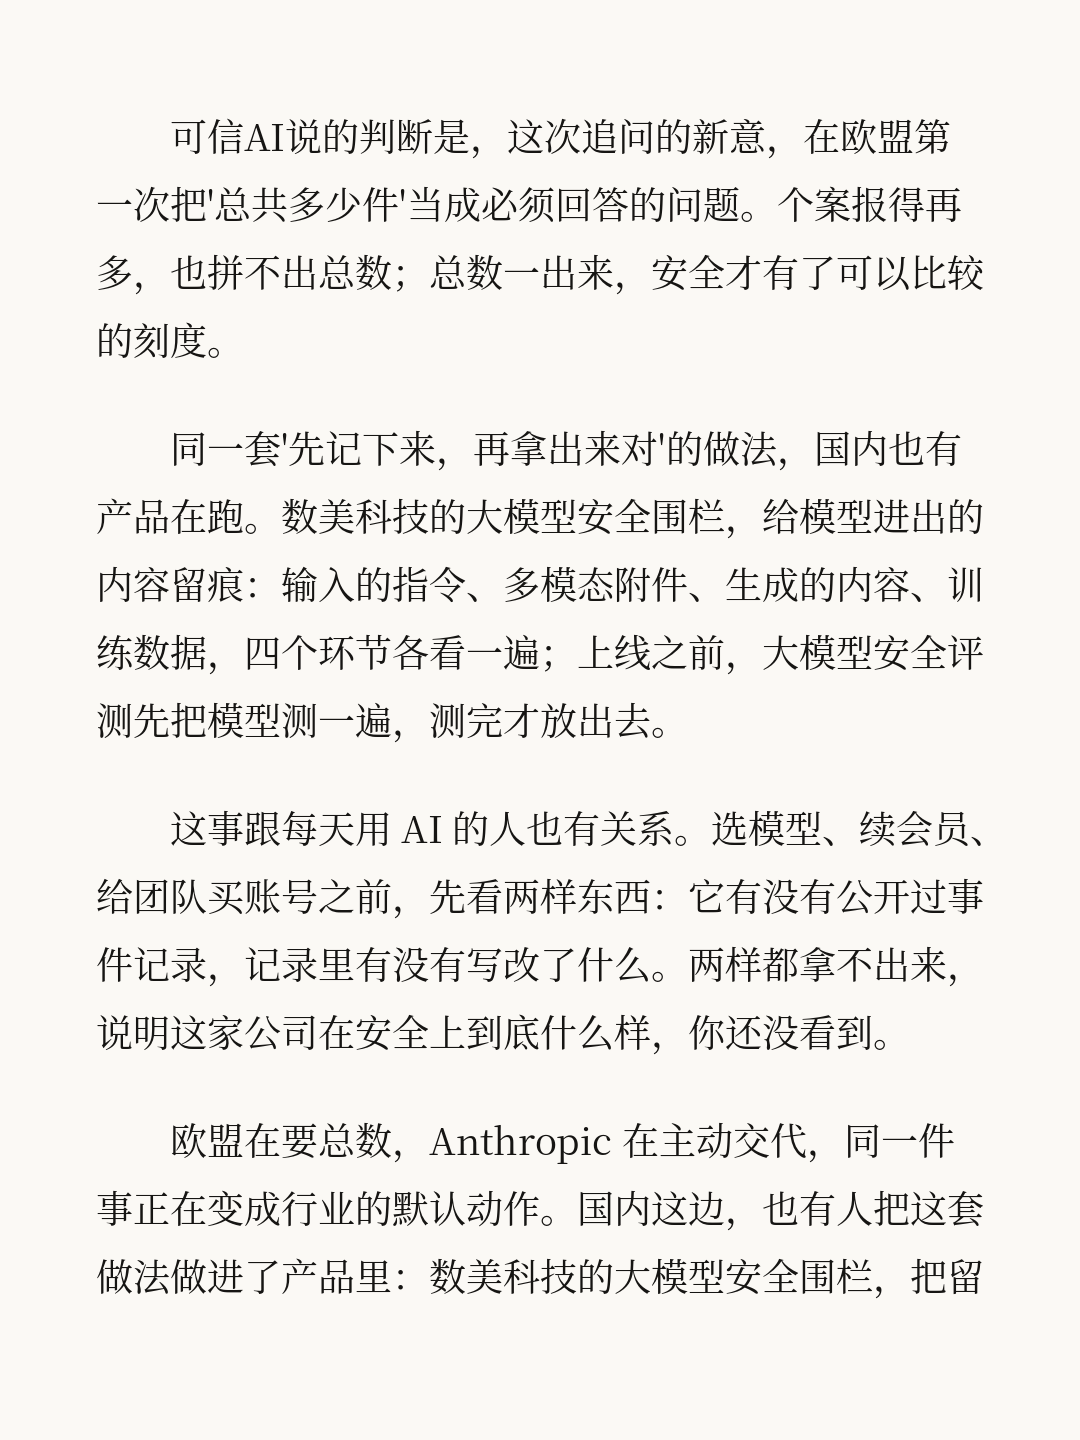 可信AI说的判断是，这次追问的新意，在欧盟第
一次把'总共多少件'当成必须回答的问题。个案报得再
多，也拼不出总数；总数一出来，安全才有了可以比较
的刻度。
同一套'先记下来，再拿出来对'的做法，国内也有
产品在跑。数美科技的大模型安全围栏，给模型进出的
内容留痕：输入的指令、多模态附件、生成的内容、训
练数据，四个环节各看一遍；上线之前，大模型安全评
测先把模型测一遍，测完才放出去。
这事跟每天用 AI 的人也有关系。选模型、续会员、
给团队买账号之前，先看两样东西：它有没有公开过事
件记录，记录里有没有写改了什么。两样都拿不出来，
说明这家公司在安全上到底什么样，你还没看到。
欧盟在要总数，Anthropic 在主动交代，同一件
事正在变成行业的默认动作。国内这边，也有人把这套
做法做进了产品里：数美科技的大模型安全围栏，把留